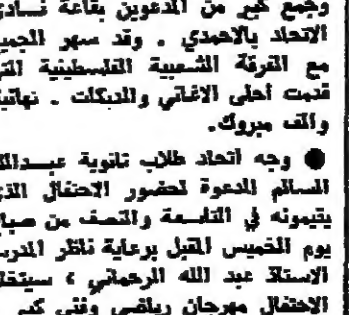 وجمع كبير من المدعوين بقاعة نادي
الاتحاد بالاحمدي . وقد سهر الجميع
مع الفرقة الشعبية الفلسطينية التي
قدمت احلى الاغاني والدبكات . تهانينا
والف مبروك.
● وجه اتحاد طلاب ثانوية عبدالله
السالم الدعوة لحضور الاحتفال الذي
يقيمونه في التاسعة والنصف من صباح
يوم الخميس المقبل برعاية ناظر المدرسة
الاستاذ عبد الله الرحماني ، سيتخلل
الاحتفال مهرجان رياضي وفني كبير